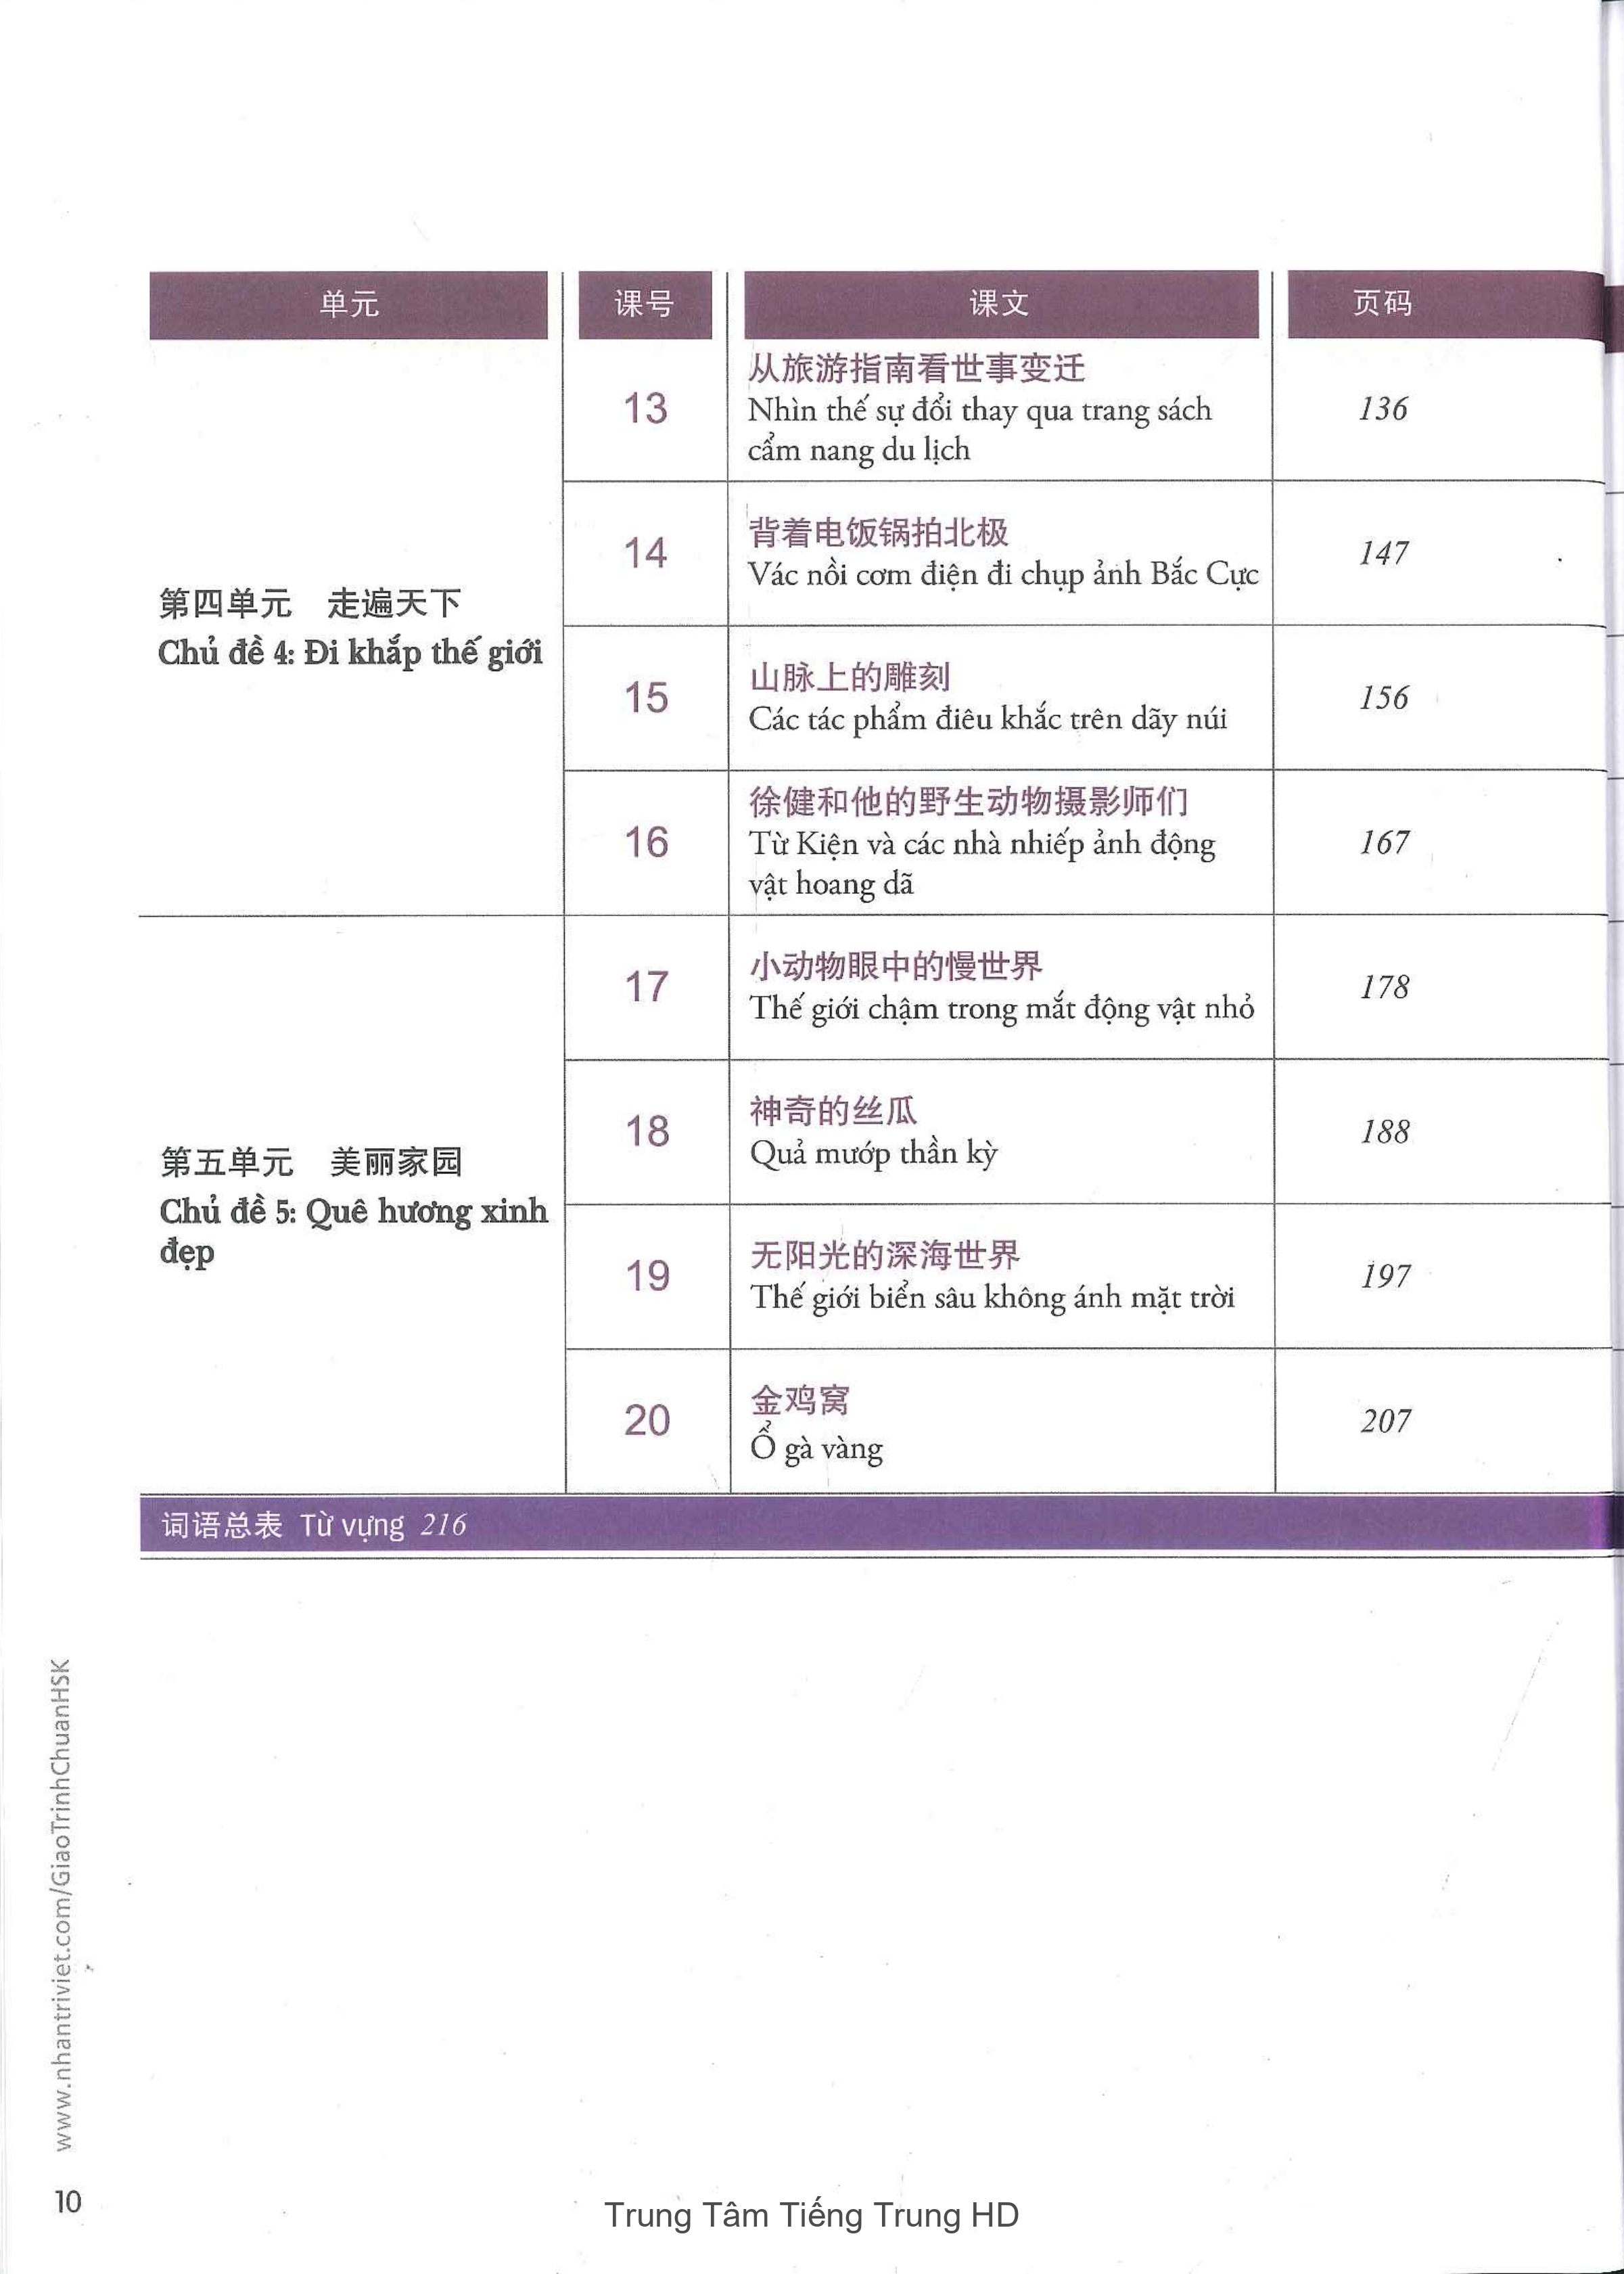 单元 课号 课文 页码
13
从旅游指南看世事变迁
Nhìn thế sự đổi thay qua trang sách
cẩm nang du lịch
136
14
背着电饭锅拍北极
Vác nồi cơm điện đi chụp ảnh Bắc Cực
147
第四单元 走遍天下
Chủ đề 4: Đi khắp thế giới
15
山脉上的雕刻
Các tác phẩm điêu khắc trên dãy núi
156
16
徐健和他的野生动物摄影师们
Từ Kiện và các nhà nhiếp ảnh động
vật hoang dã
167
17
小动物眼中的慢世界
Thế giới chậm trong mắt động vật nhỏ
178
18
神奇的丝瓜
Quả mướp thần kỳ
188
第五单元 美丽家园
Chủ đề 5: Quê hương xinh
đẹp
19
无阳光的深海世界
Thế giới biển sâu không ánh mặt trời
197
20
金鸡窝
Ổ gà vàng
207
词语总表 Từ vựng 216
www.nhantriviet.com/GiaoTrinhChuanHSK
10
Trung Tâm Tiếng Trung HD